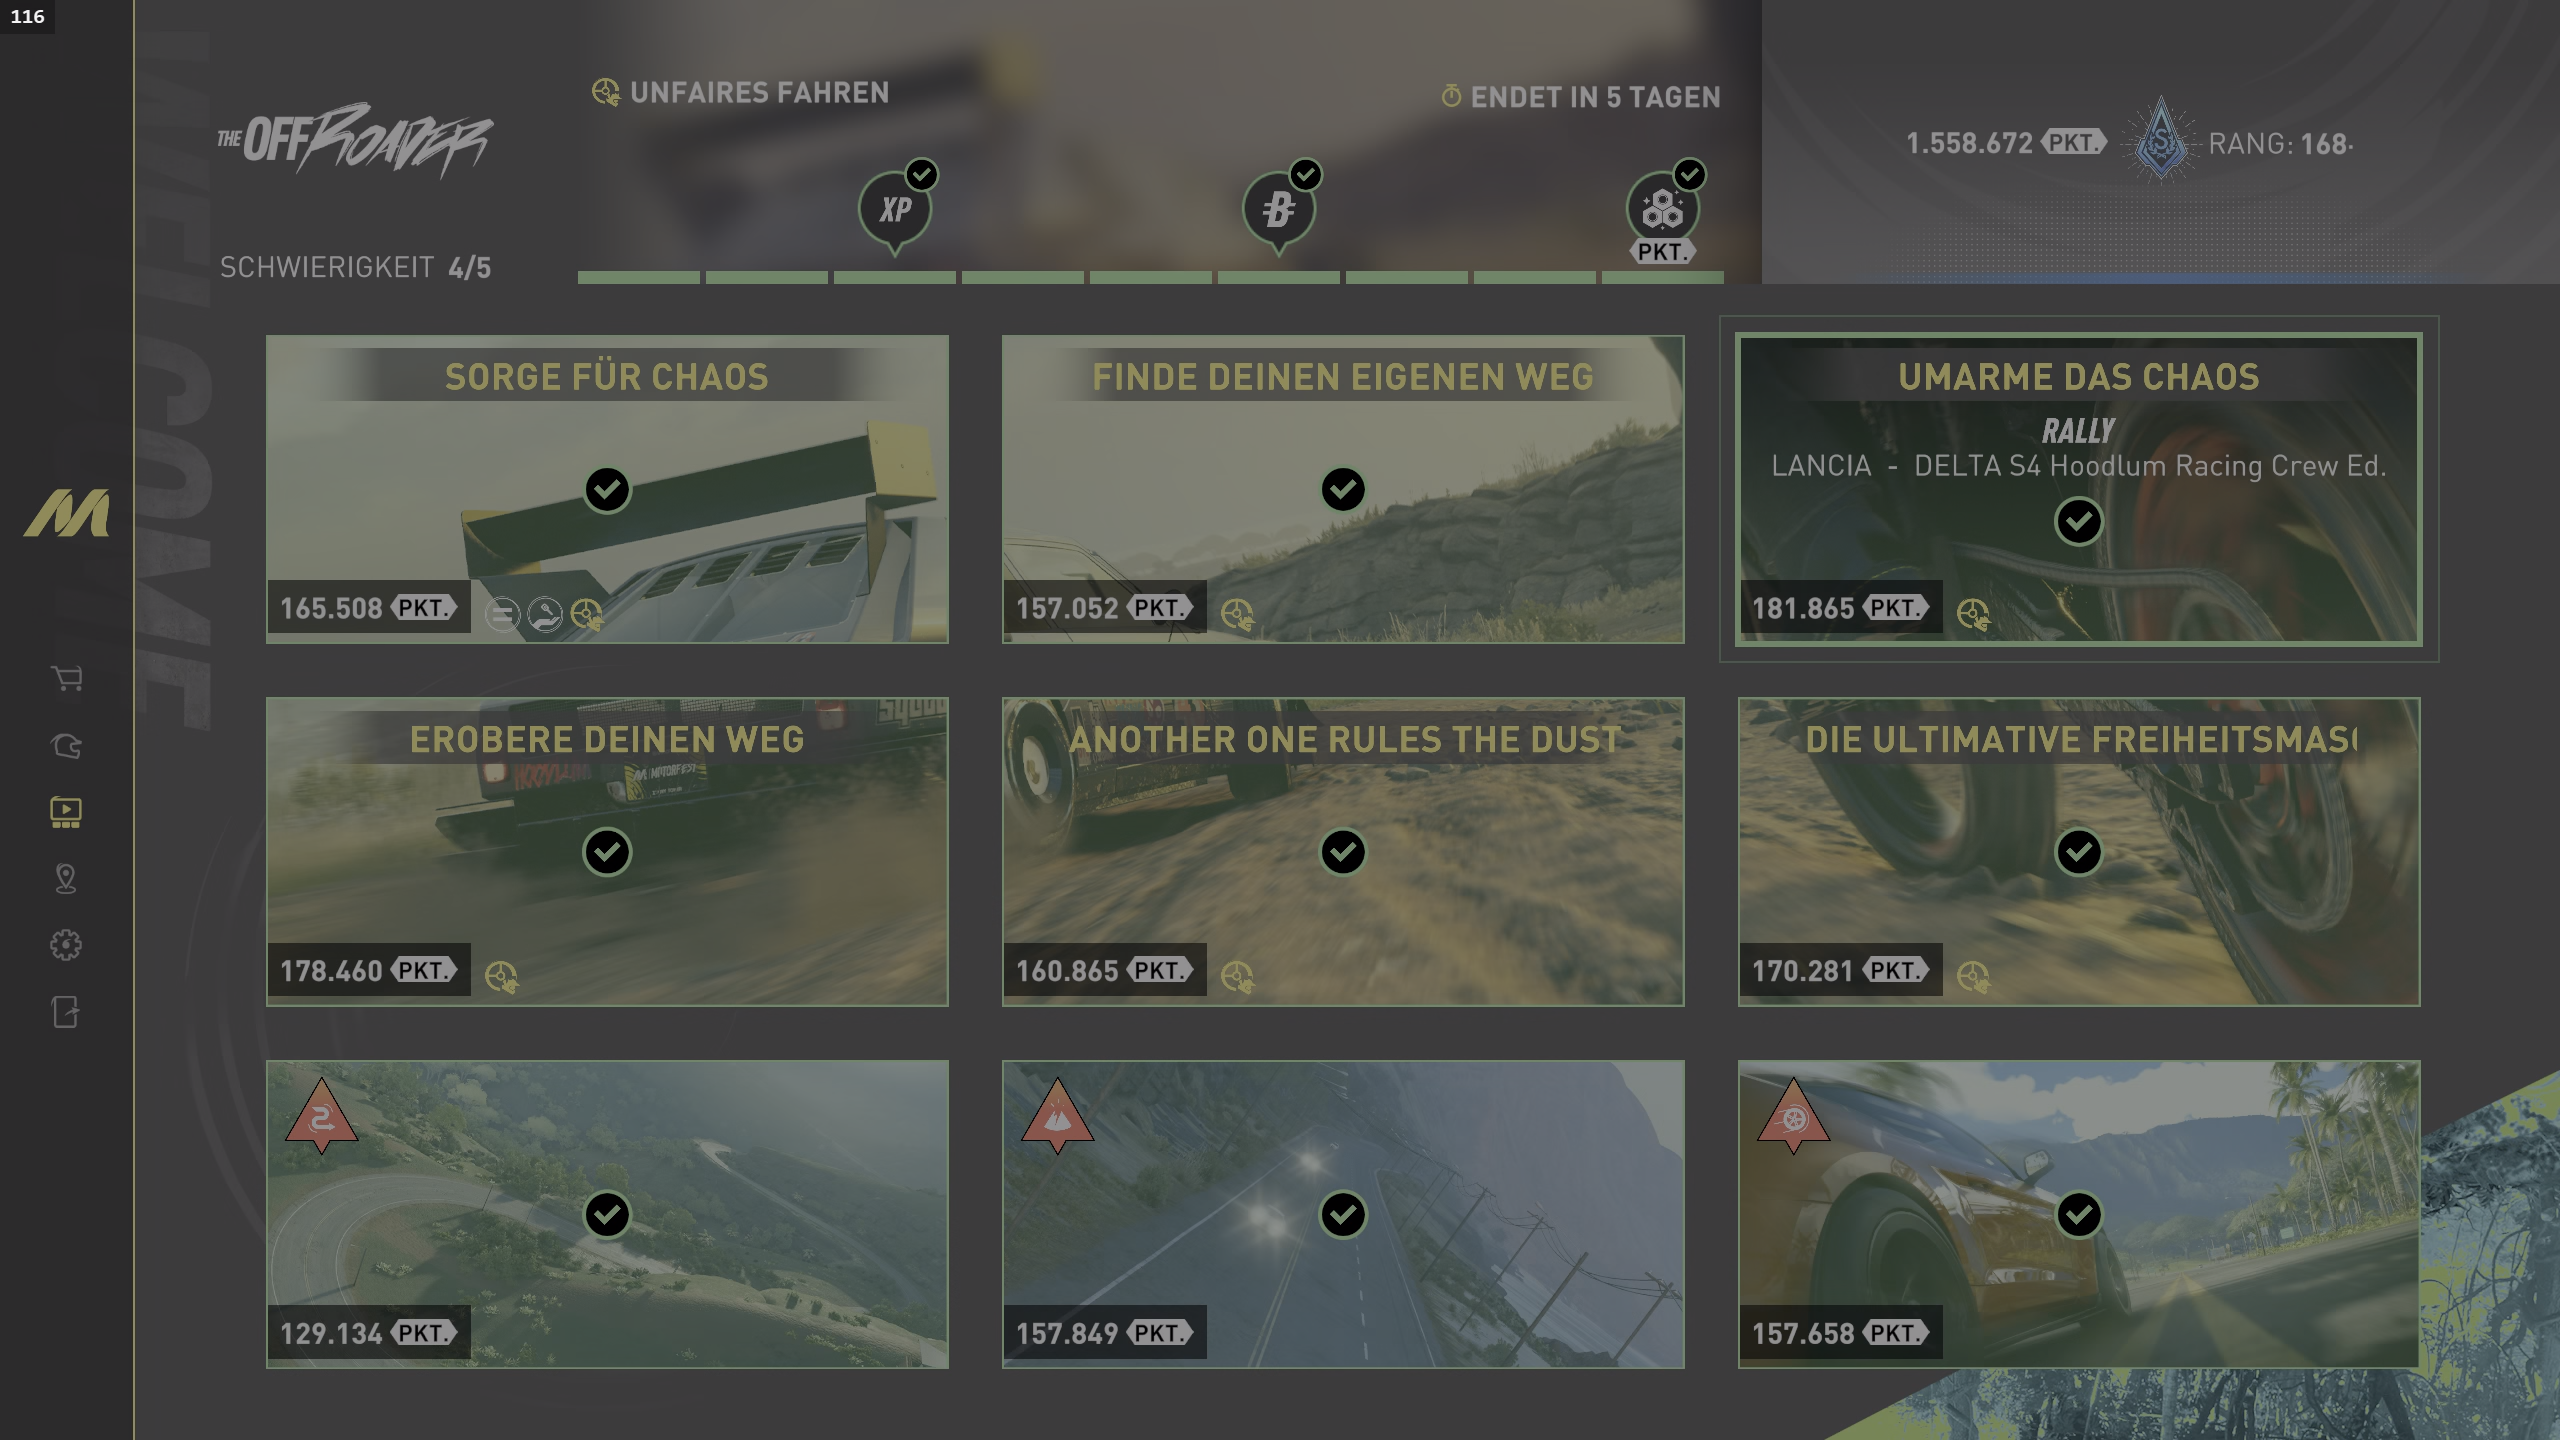 116
WELCOME
UNFAIRES FAHREN
ENDET IN 5 TAGEN
THE OFFROADER
1.558.672 PKT.
S
RANG: 168
XP
PKT.
SCHWIERIGKEIT 4/5
SORGE FÜR CHAOS
FINDE DEINEN EIGENEN WEG
UMARME DAS CHAOS
RALLY
LANCIA - DELTA S4 Hoodlum Racing Crew Ed.
165.508 PKT.
157.052 PKT.
181.865 PKT.
EROBERE DEINEN WEG
ANOTHER ONE RULES THE DUST
DIE ULTIMATIVE FREIHEITSMAS
MOTORFEST
178.460 PKT.
160.865 PKT.
170.281 PKT.
129.134 PKT.
157.849 PKT.
157.658 PKT.